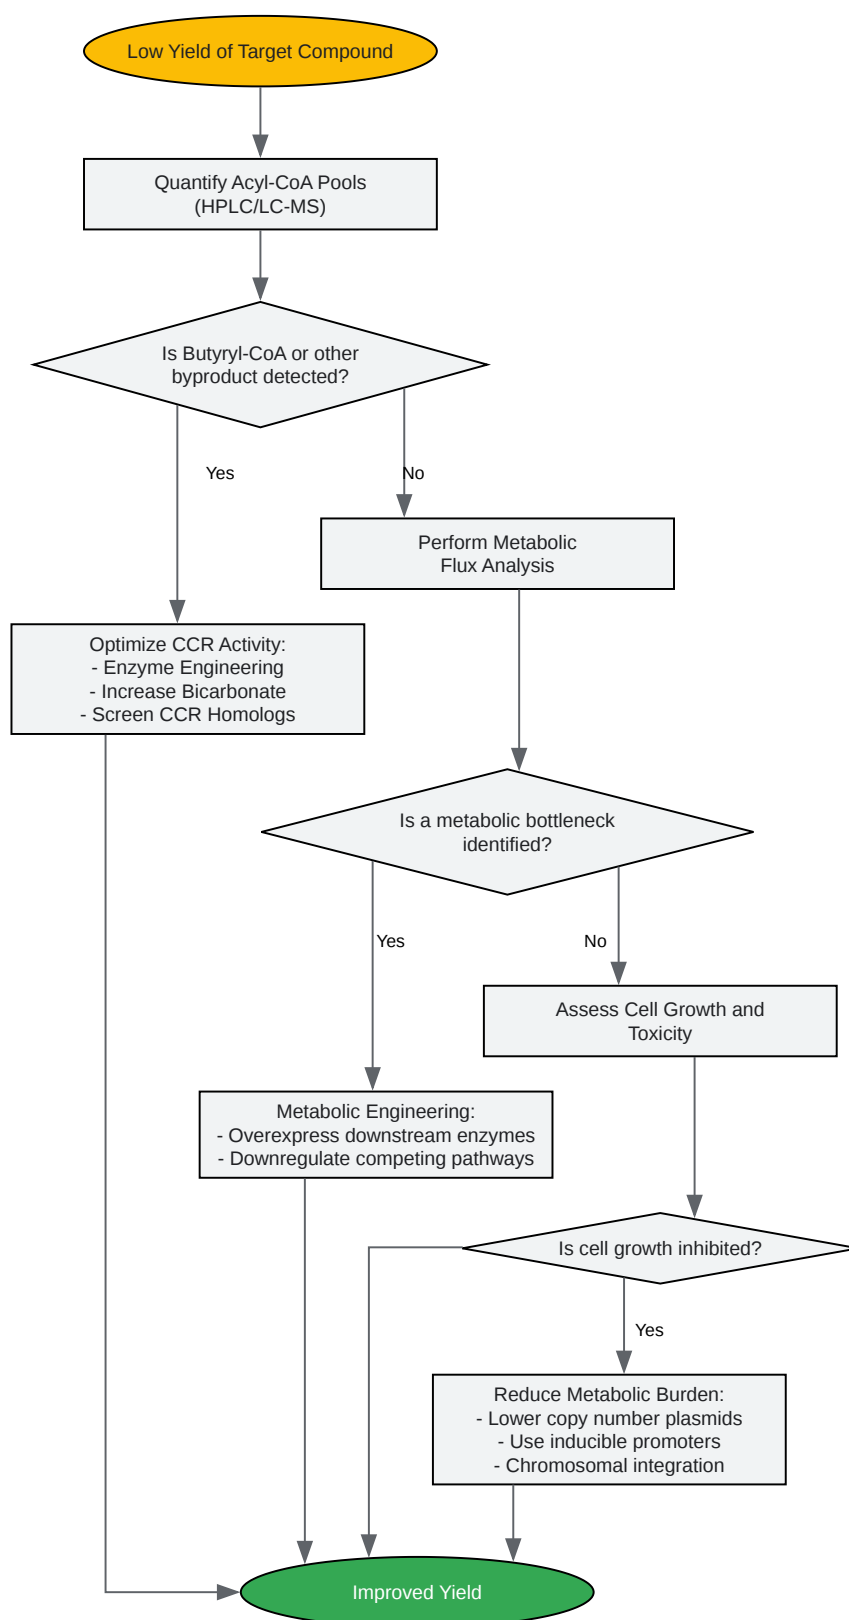 Low Yield of Target Compound
Quantify Acyl-CoA Pools
(HPLC/LC-MS)
Is Butyryl-CoA or other
byproduct detected?
Yes
No
Perform Metabolic
Flux Analysis
Optimize CCR Activity:
- Enzyme Engineering
- Increase Bicarbonate
- Screen CCR Homologs
Is a metabolic bottleneck
identified?
Yes
No
Assess Cell Growth and
Toxicity
Metabolic Engineering:
- Overexpress downstream enzymes
- Downregulate competing pathways
Is cell growth inhibited?
Yes
Reduce Metabolic Burden:
- Lower copy number plasmids
- Use inducible promoters
- Chromosomal integration
Improved Yield